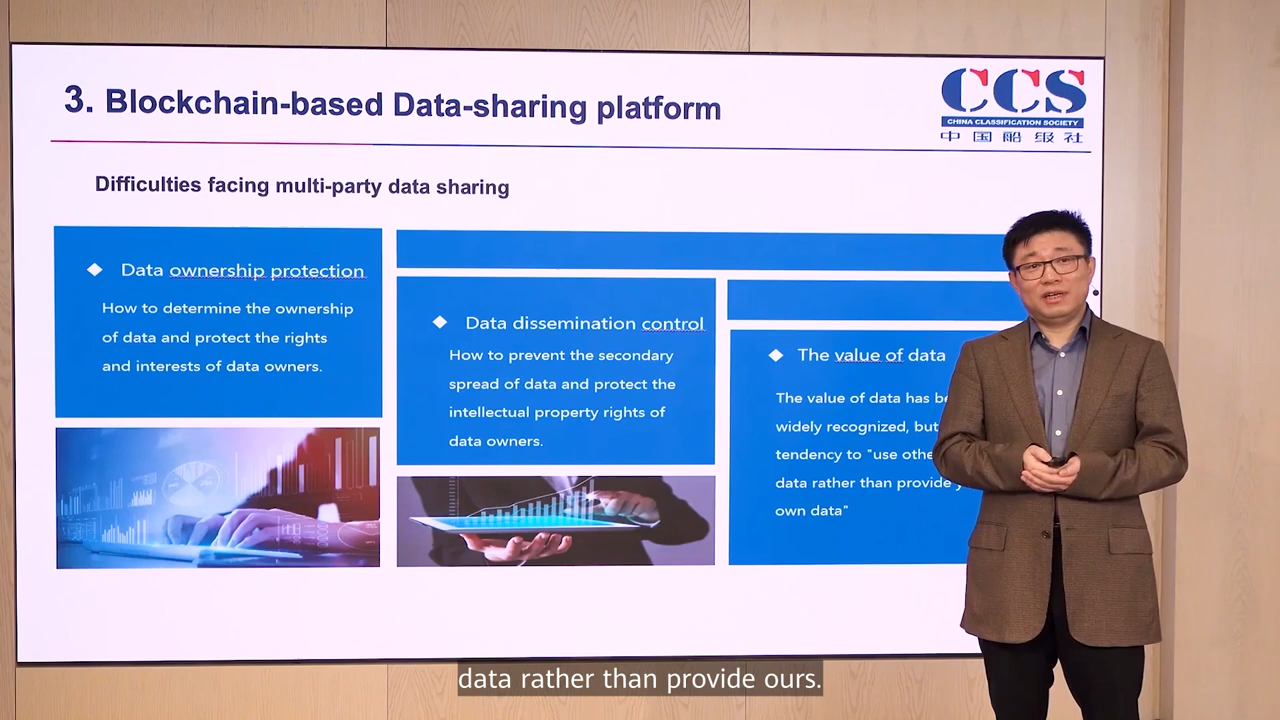 3. Blockchain-based Data-sharing platform
CCS
CHINA CLASSIFICATION SOCIETY
中国船级社
Difficulties facing multi-party data sharing
Data ownership protection
How to determine the ownership
of data and protect the rights
and interests of data owners.
Data dissemination control
How to prevent the secondary
spread of data and protect the
intellectual property rights of
data owners.
The value of data
The value of data has
widely recognized, but
tendency to "use
data rather than provide
own data"
data rather than provide ours.